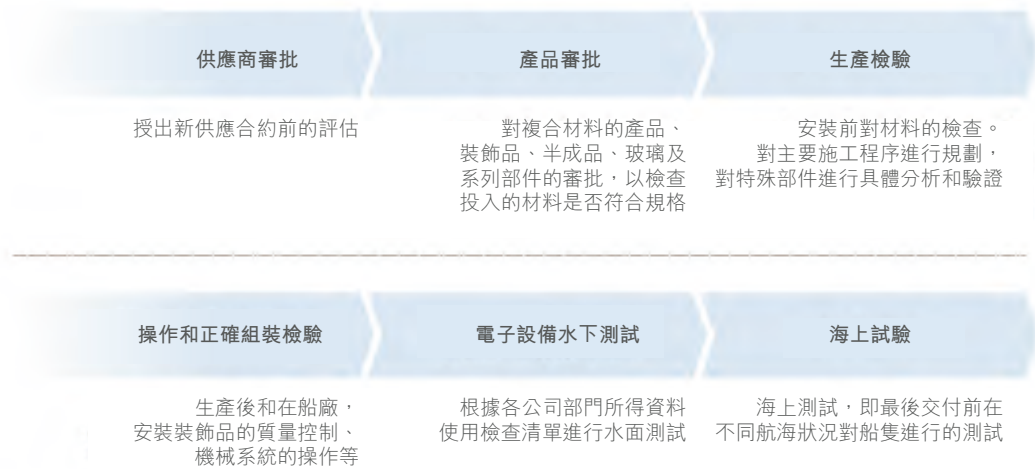 供應商審批
產品審批
生產檢驗
授出新供應合約前的評估
對複合材料的產品、
裝飾品、半成品、玻璃及
系列部件的審批，以檢查
投入的材料是否符合規格
安裝前對材料的檢查。
對主要施工程序進行規劃，
對特殊部件進行具體分析和驗證
操作和正確組裝檢驗
電子設備水下測試
海上試驗
生產後和在船廠，
安裝裝飾品的質量控制、
機械系統的操作等
根據各公司部門所得資料
使用檢查清單進行水面測試
海上測試，即最後交付前在
不同航海狀況對船隻進行的測試